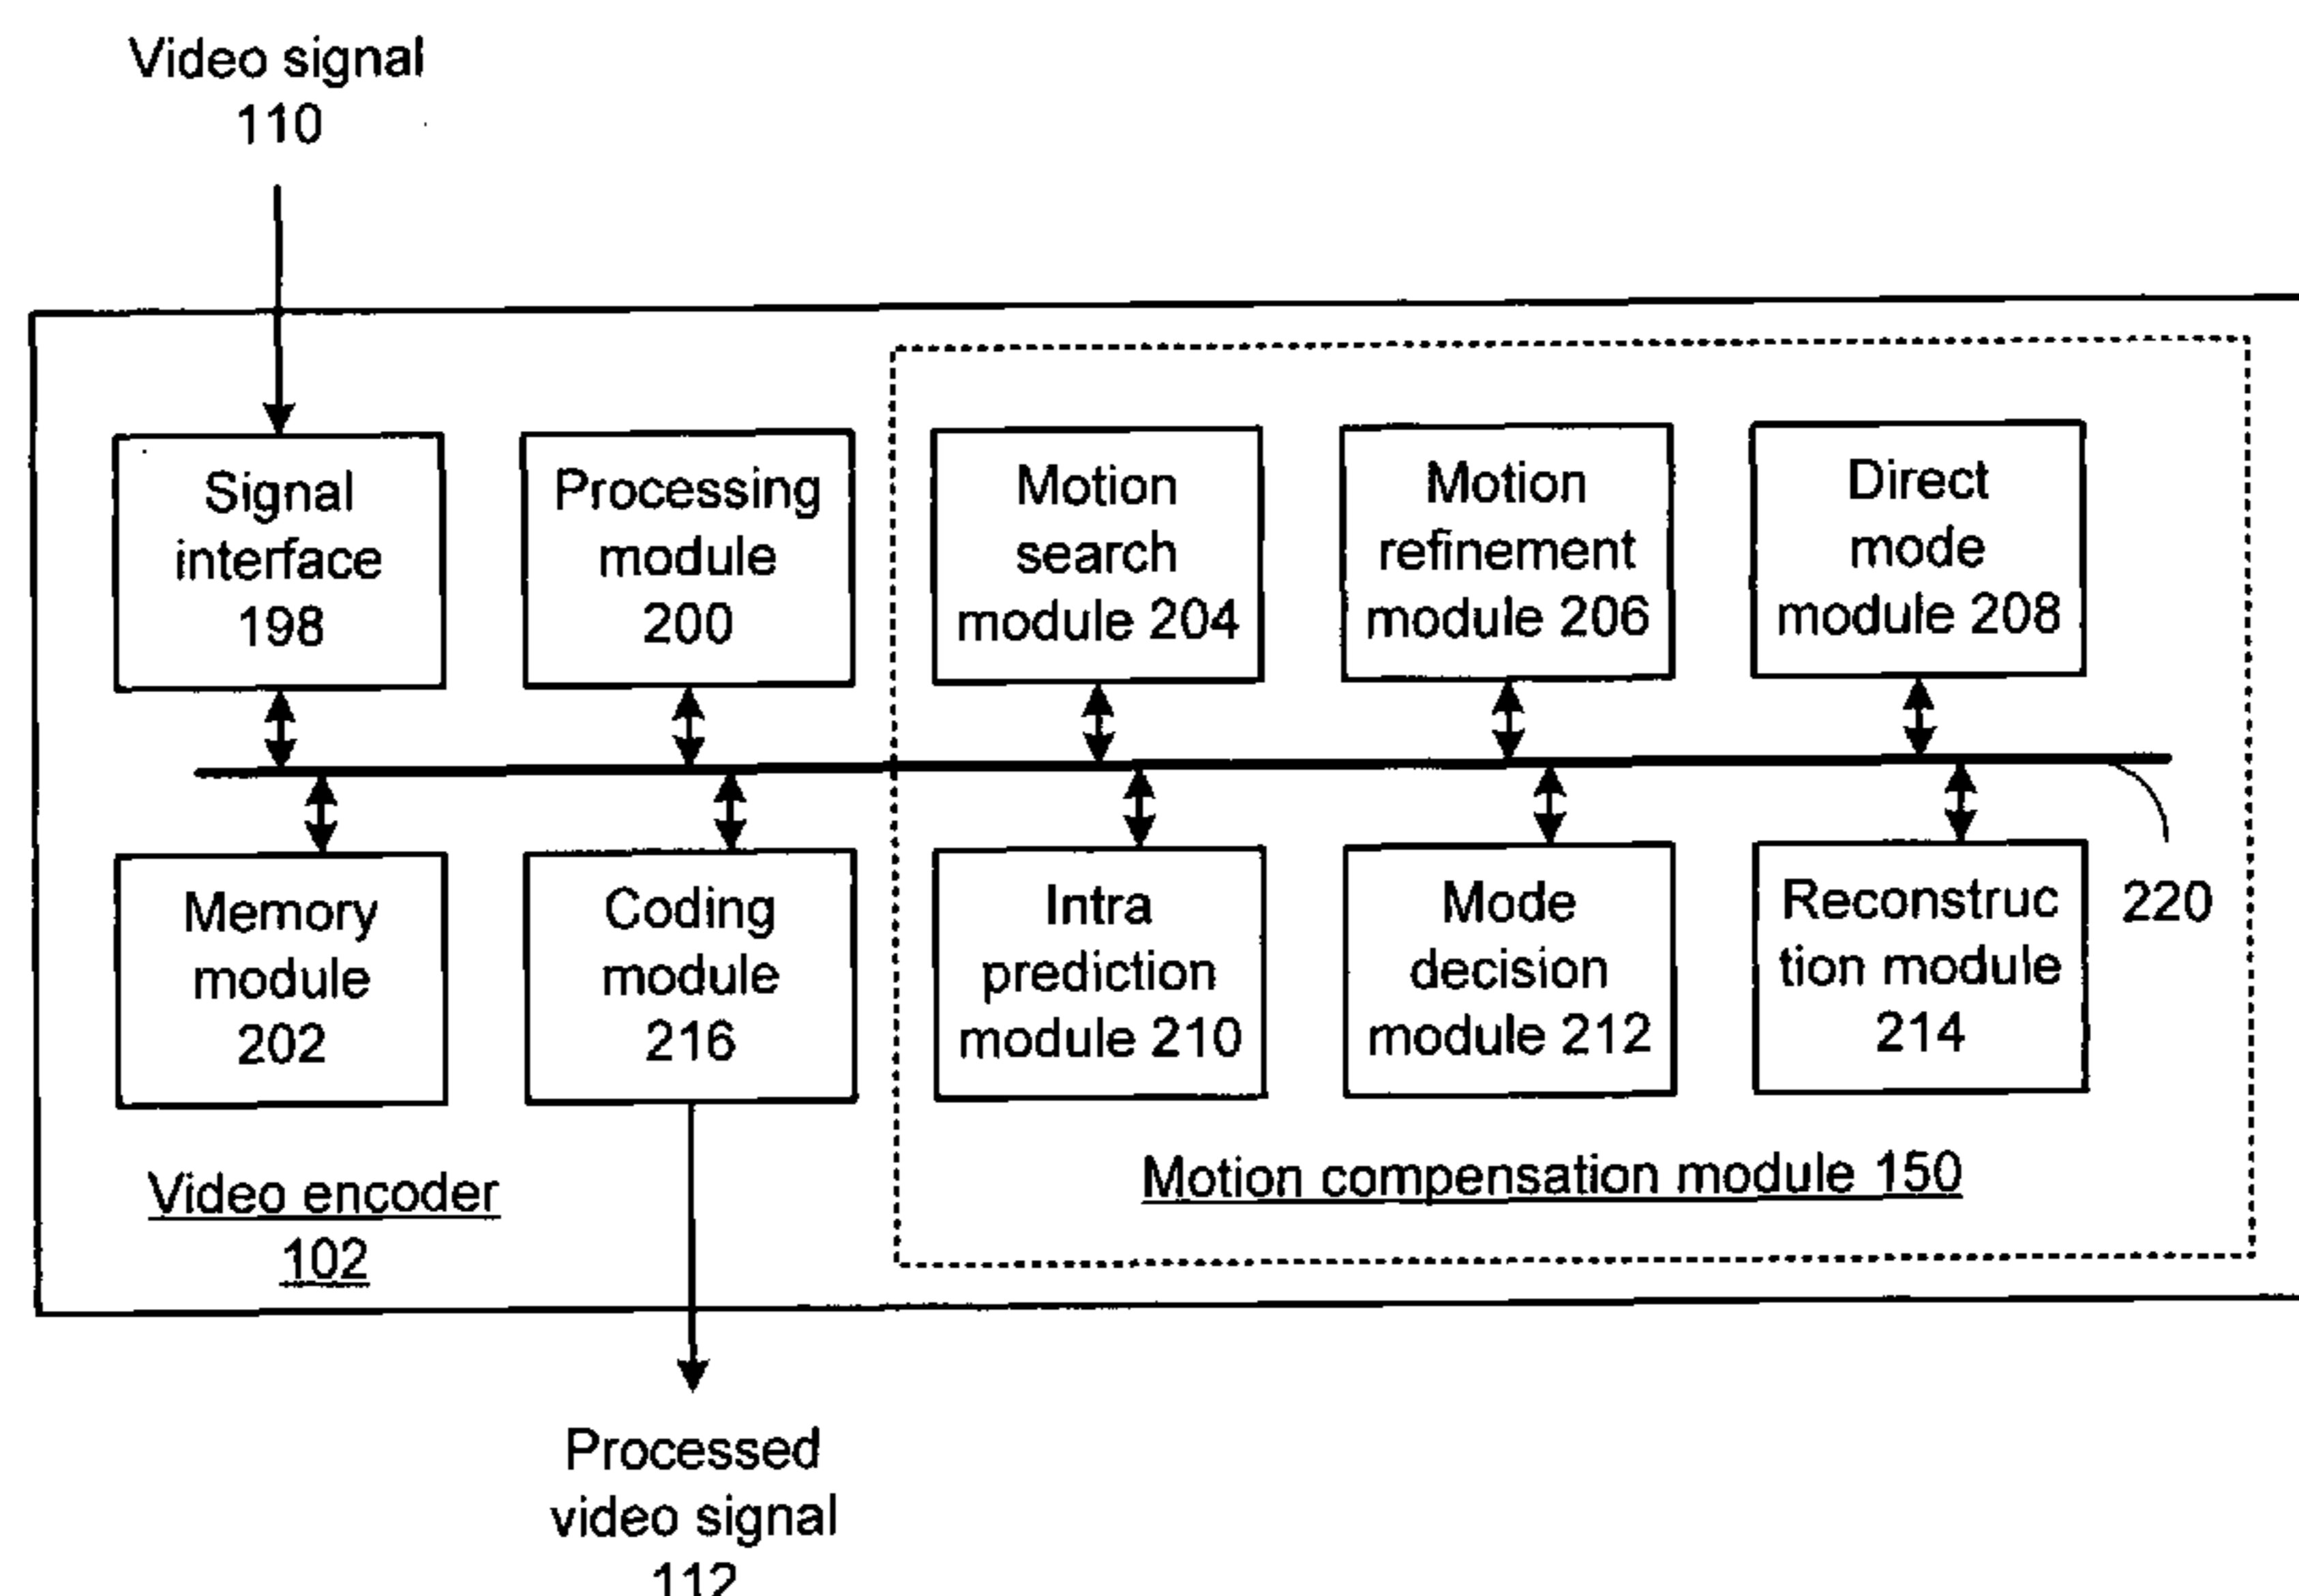 Video signal
110
Signal
interface
198
Processing
module
200
Motion
search
module 204
Motion
refinement
module 206
Direct
mode
module 208
Memory
module
202
Coding
module
216
Intra
prediction
module 210
Mode
decision
module 212
Reconstruc
tion module
214
220
Video encoder
102
Motion compensation module 150
Processed
video signal
112